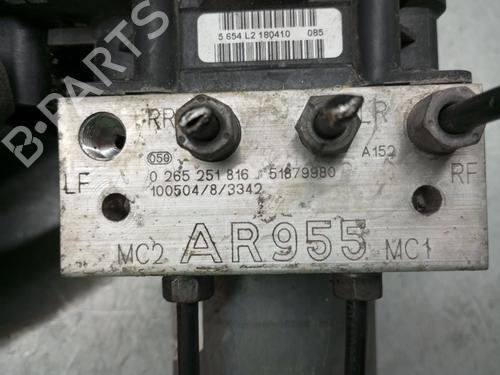 5 654 L2 180410 085
RR LR
050 0 265 251 816 51879980 A152
LF 100504/8/3342 RF
MC2 AR955 MC1
B-PARTS